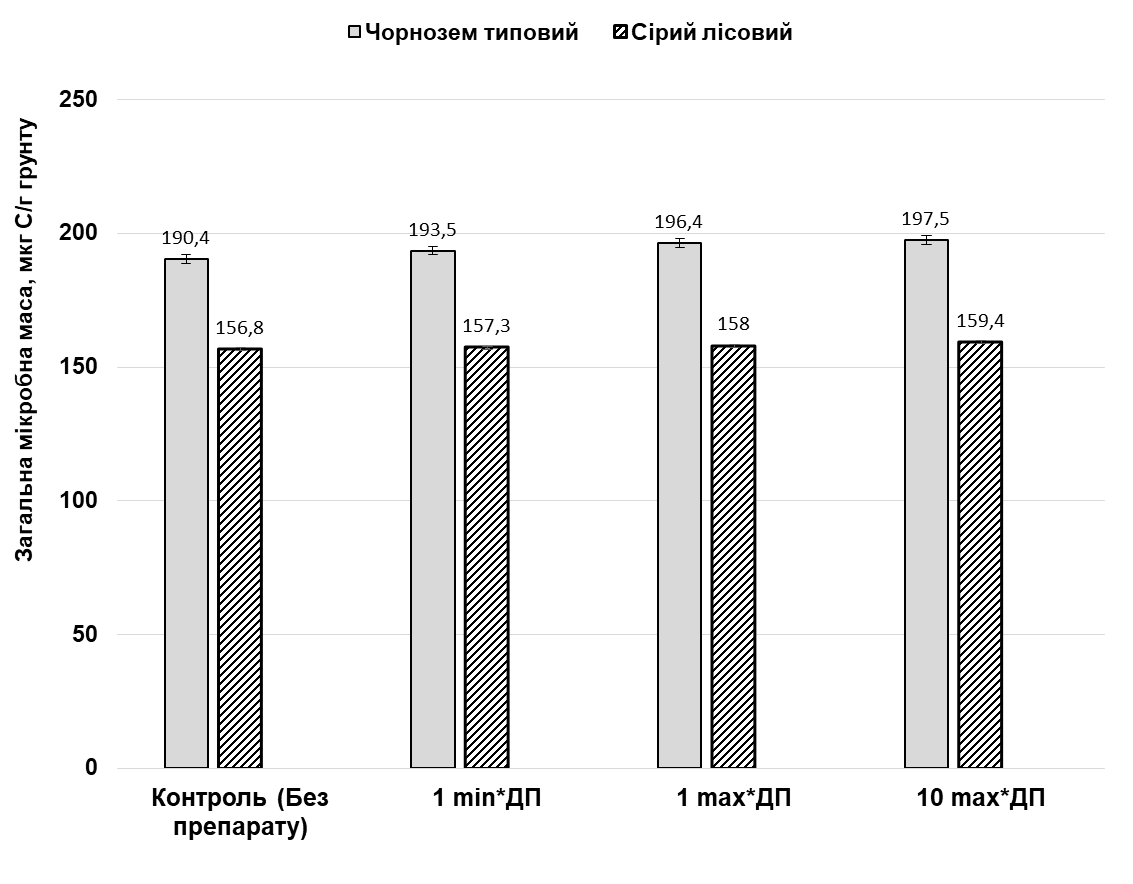 Чорнозем типовий Сірий лісовий
Загальна мікробна маса, мкг С/г грунту
250
200
150
100
50
0
190,4
156,8
193,5
157,3
196,4
158
197,5
159,4
Контроль (Без
препарату)
1 min*ДП
1 max*ДП
10 max*ДП